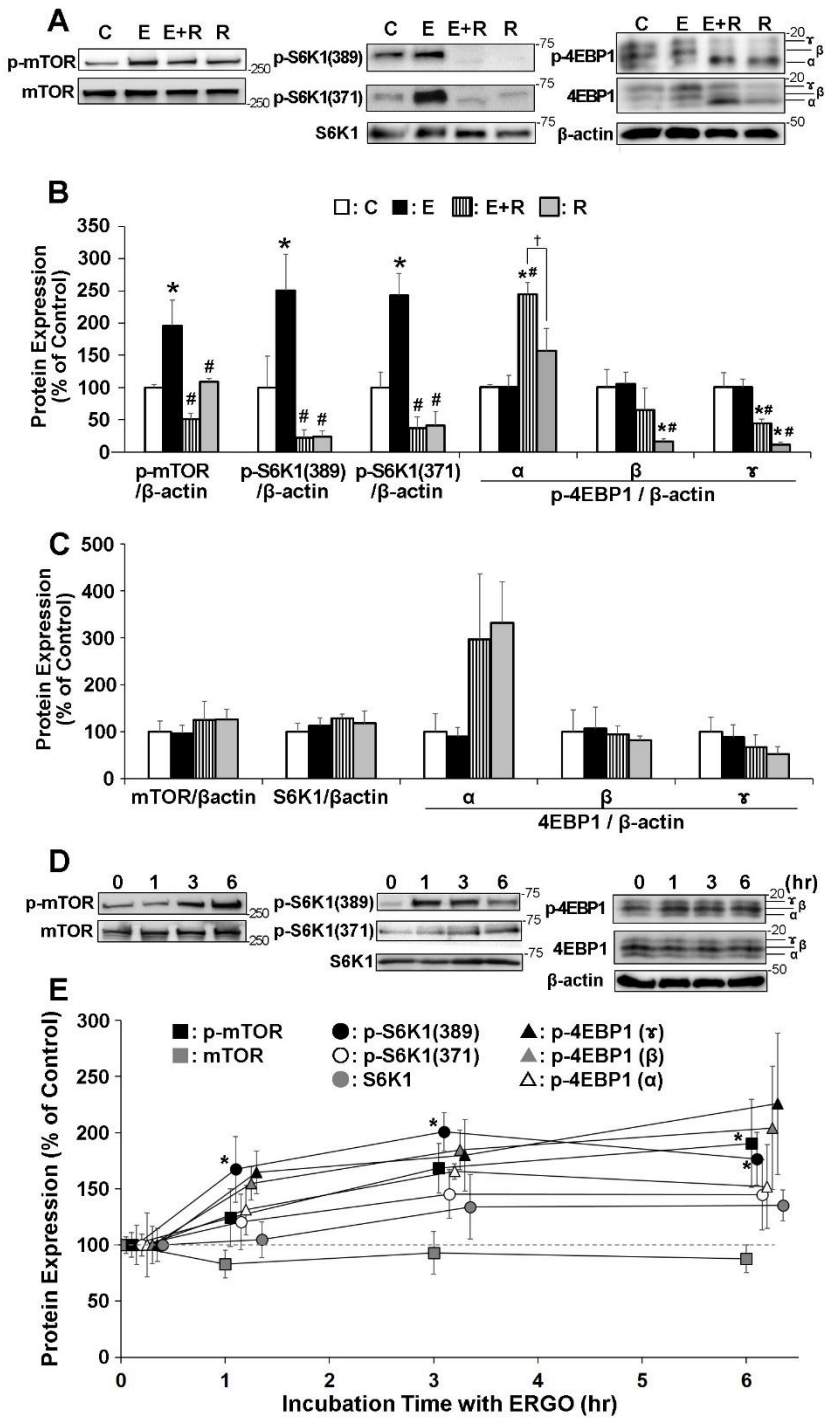 A
C E E+R R
p-mTOR
-250
mTOR
-250
p-S6K1(389)
-75
p-S6K1(371)
S6K1
-75
C E E+R R
-20
p-4EBP1
ɤ
β
α
-20
4EBP1
ɤ
β
α
-50
β-actin
B
: C : E : E+R : R
Protein Expression
(% of Control)
350
300
250
200
150
100
50
0
* # #
* # #
* # #
*# †
*#
*# *#
p-mTOR
/β-actin
p-S6K1(389)
/β-actin
p-S6K1(371)
/β-actin
α β ɤ
p-4EBP1 / β-actin
C
Protein Expression
(% of Control)
500
400
300
200
100
0
mTOR/βactin S6K1/βactin
α β ɤ
4EBP1 / β-actin
D
0 1 3 6
p-mTOR
-250
mTOR
-250
0 1 3 6
p-S6K1(389)
-75
p-S6K1(371)
-75
S6K1
0 1 3 6 (hr)
-20
p-4EBP1
ɤ
β
α
-20
4EBP1
ɤ
β
α
-50
β-actin
E
: p-mTOR : p-S6K1(389) : p-4EBP1 (ɤ)
: mTOR : p-S6K1(371) : p-4EBP1 (β)
: S6K1 : p-4EBP1 (α)
Protein Expression (% of Control)
300
250
200
150
100
50
0
* * * *
0 1 2 3 4 5 6
Incubation Time with ERGO (hr)